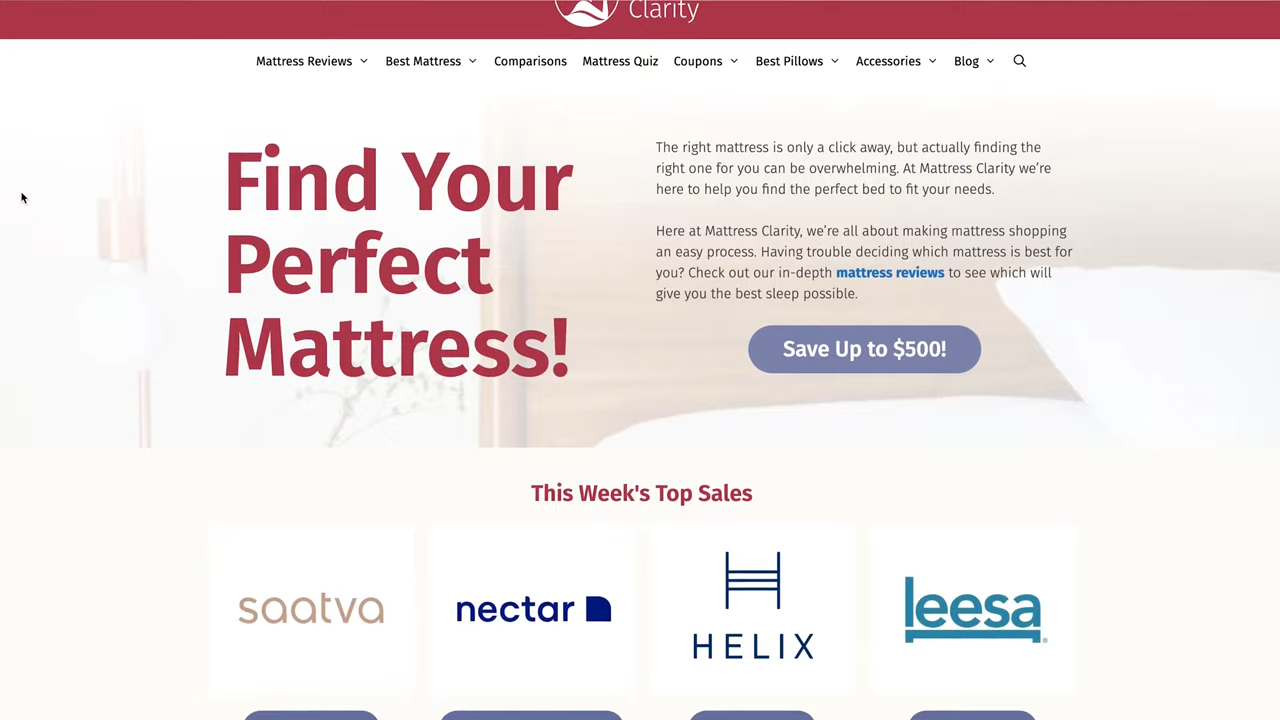 Clarity
Mattress Reviews Best Mattress Comparisons Mattress Quiz Coupons Best Pillows Accessories Blog
Find Your
Perfect
Mattress!
The right mattress is only a click away, but actually finding the
right one for you can be overwhelming. At Mattress Clarity we're
here to help you find the perfect bed to fit your needs.
Here at Mattress Clarity, we're all about making mattress shopping
an easy process. Having trouble deciding which mattress is best for
you? Check out our in-depth mattress reviews to see which will
give you the best sleep possible.
Save Up to $500!
This Week's Top Sales
saatva
nectar
HELIX
leesa